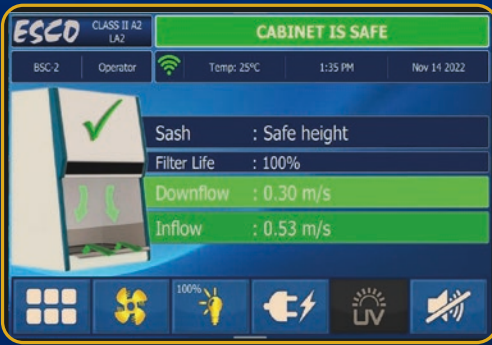 ESCO CLASS II A2 LA2 CABINET IS SAFE
BSC-2 Operator Temp: 25°C 1:35 PM Nov 14 2022
Sash : Safe height
Filter Life : 100%
Downflow : 0.30 m/s
Inflow : 0.53 m/s
100% UV